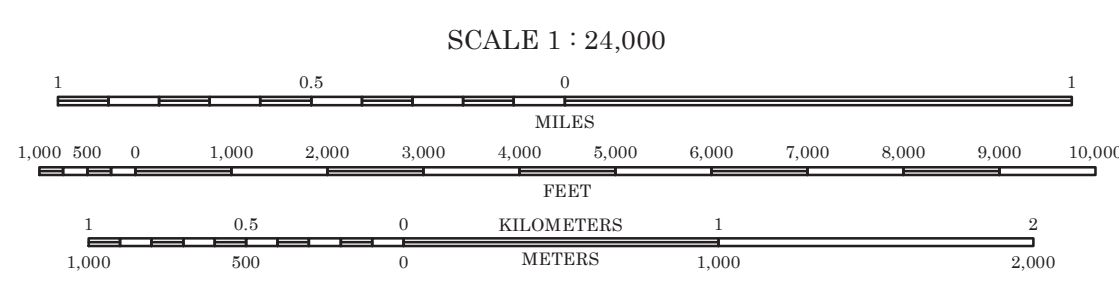 SCALE 1 : 24,000
1 0.5 0 1
MILES
1,000 500 0 1,000 2,000 3,000 4,000 5,000 6,000 7,000 8,000 9,000 10,000
FEET
1 0.5 0 KILOMETERS 1 2
1,000 500 0 METERS 1,000 2,000